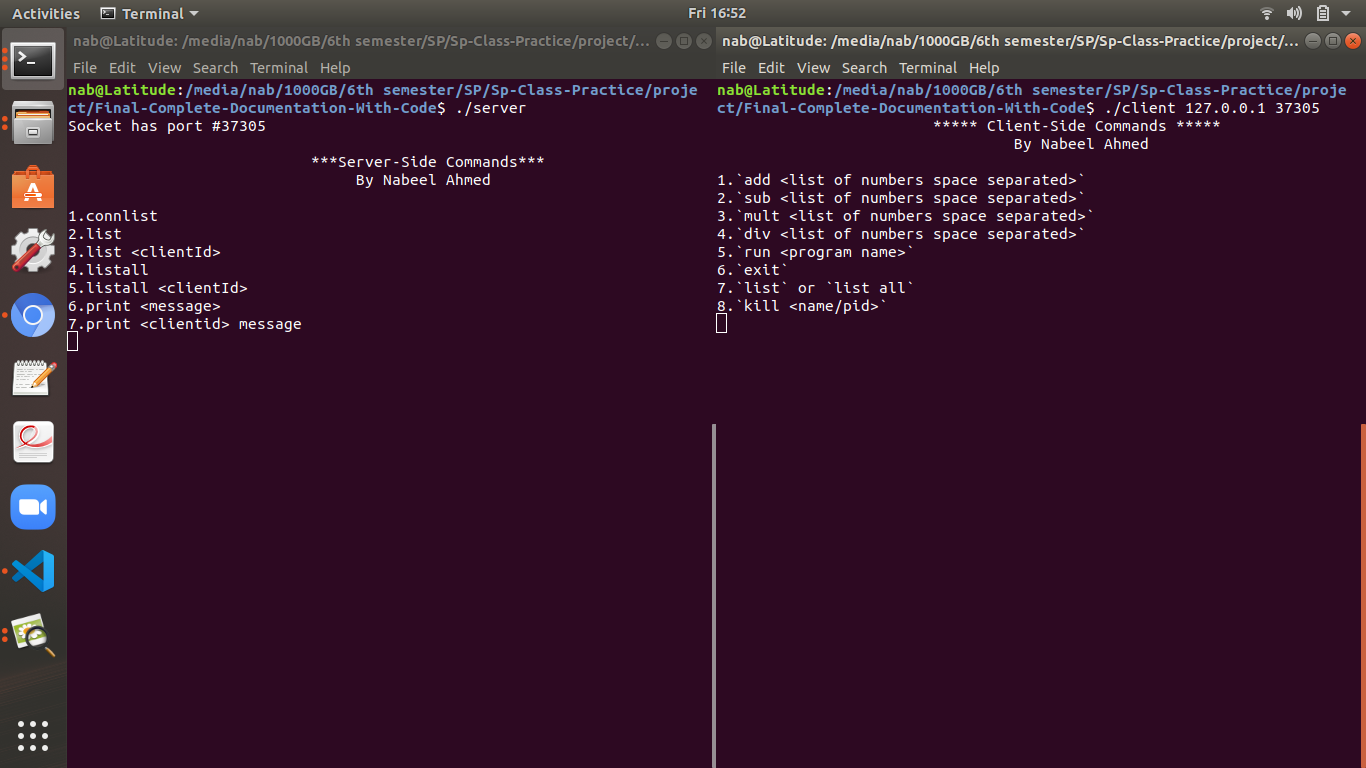 Activities Terminal Fri 16:52
nab@Latitude: /media/nab/1000GB/6th semester/SP/Sp-Class-Practice/project/...
File Edit View Search Terminal Help
nab@Latitude:/media/nab/1000GB/6th semester/SP/Sp-Class-Practice/proje
ct/Final-Complete-Documentation-With-Code$ ./server
Socket has port #37305
***Server-Side Commands***
By Nabeel Ahmed
1.connlist
2.list
3.list <clientId>
4.listall
5.listall <clientId>
6.print <message>
7.print <clientid> message
nab@Latitude: /media/nab/1000GB/6th semester/SP/Sp-Class-Practice/project/...
File Edit View Search Terminal Help
nab@Latitude:/media/nab/1000GB/6th semester/SP/Sp-Class-Practice/proje
ct/Final-Complete-Documentation-With-Code$ ./client 127.0.0.1 37305
***** Client-Side Commands *****
By Nabeel Ahmed
1.`add <list of numbers space separated>`
2.`sub <list of numbers space separated>`
3.`mult <list of numbers space separated>`
4.`div <list of numbers space separated>`
5.`run <program name>`
6.`exit`
7.`list` or `list all`
8.`kill <name/pid>`